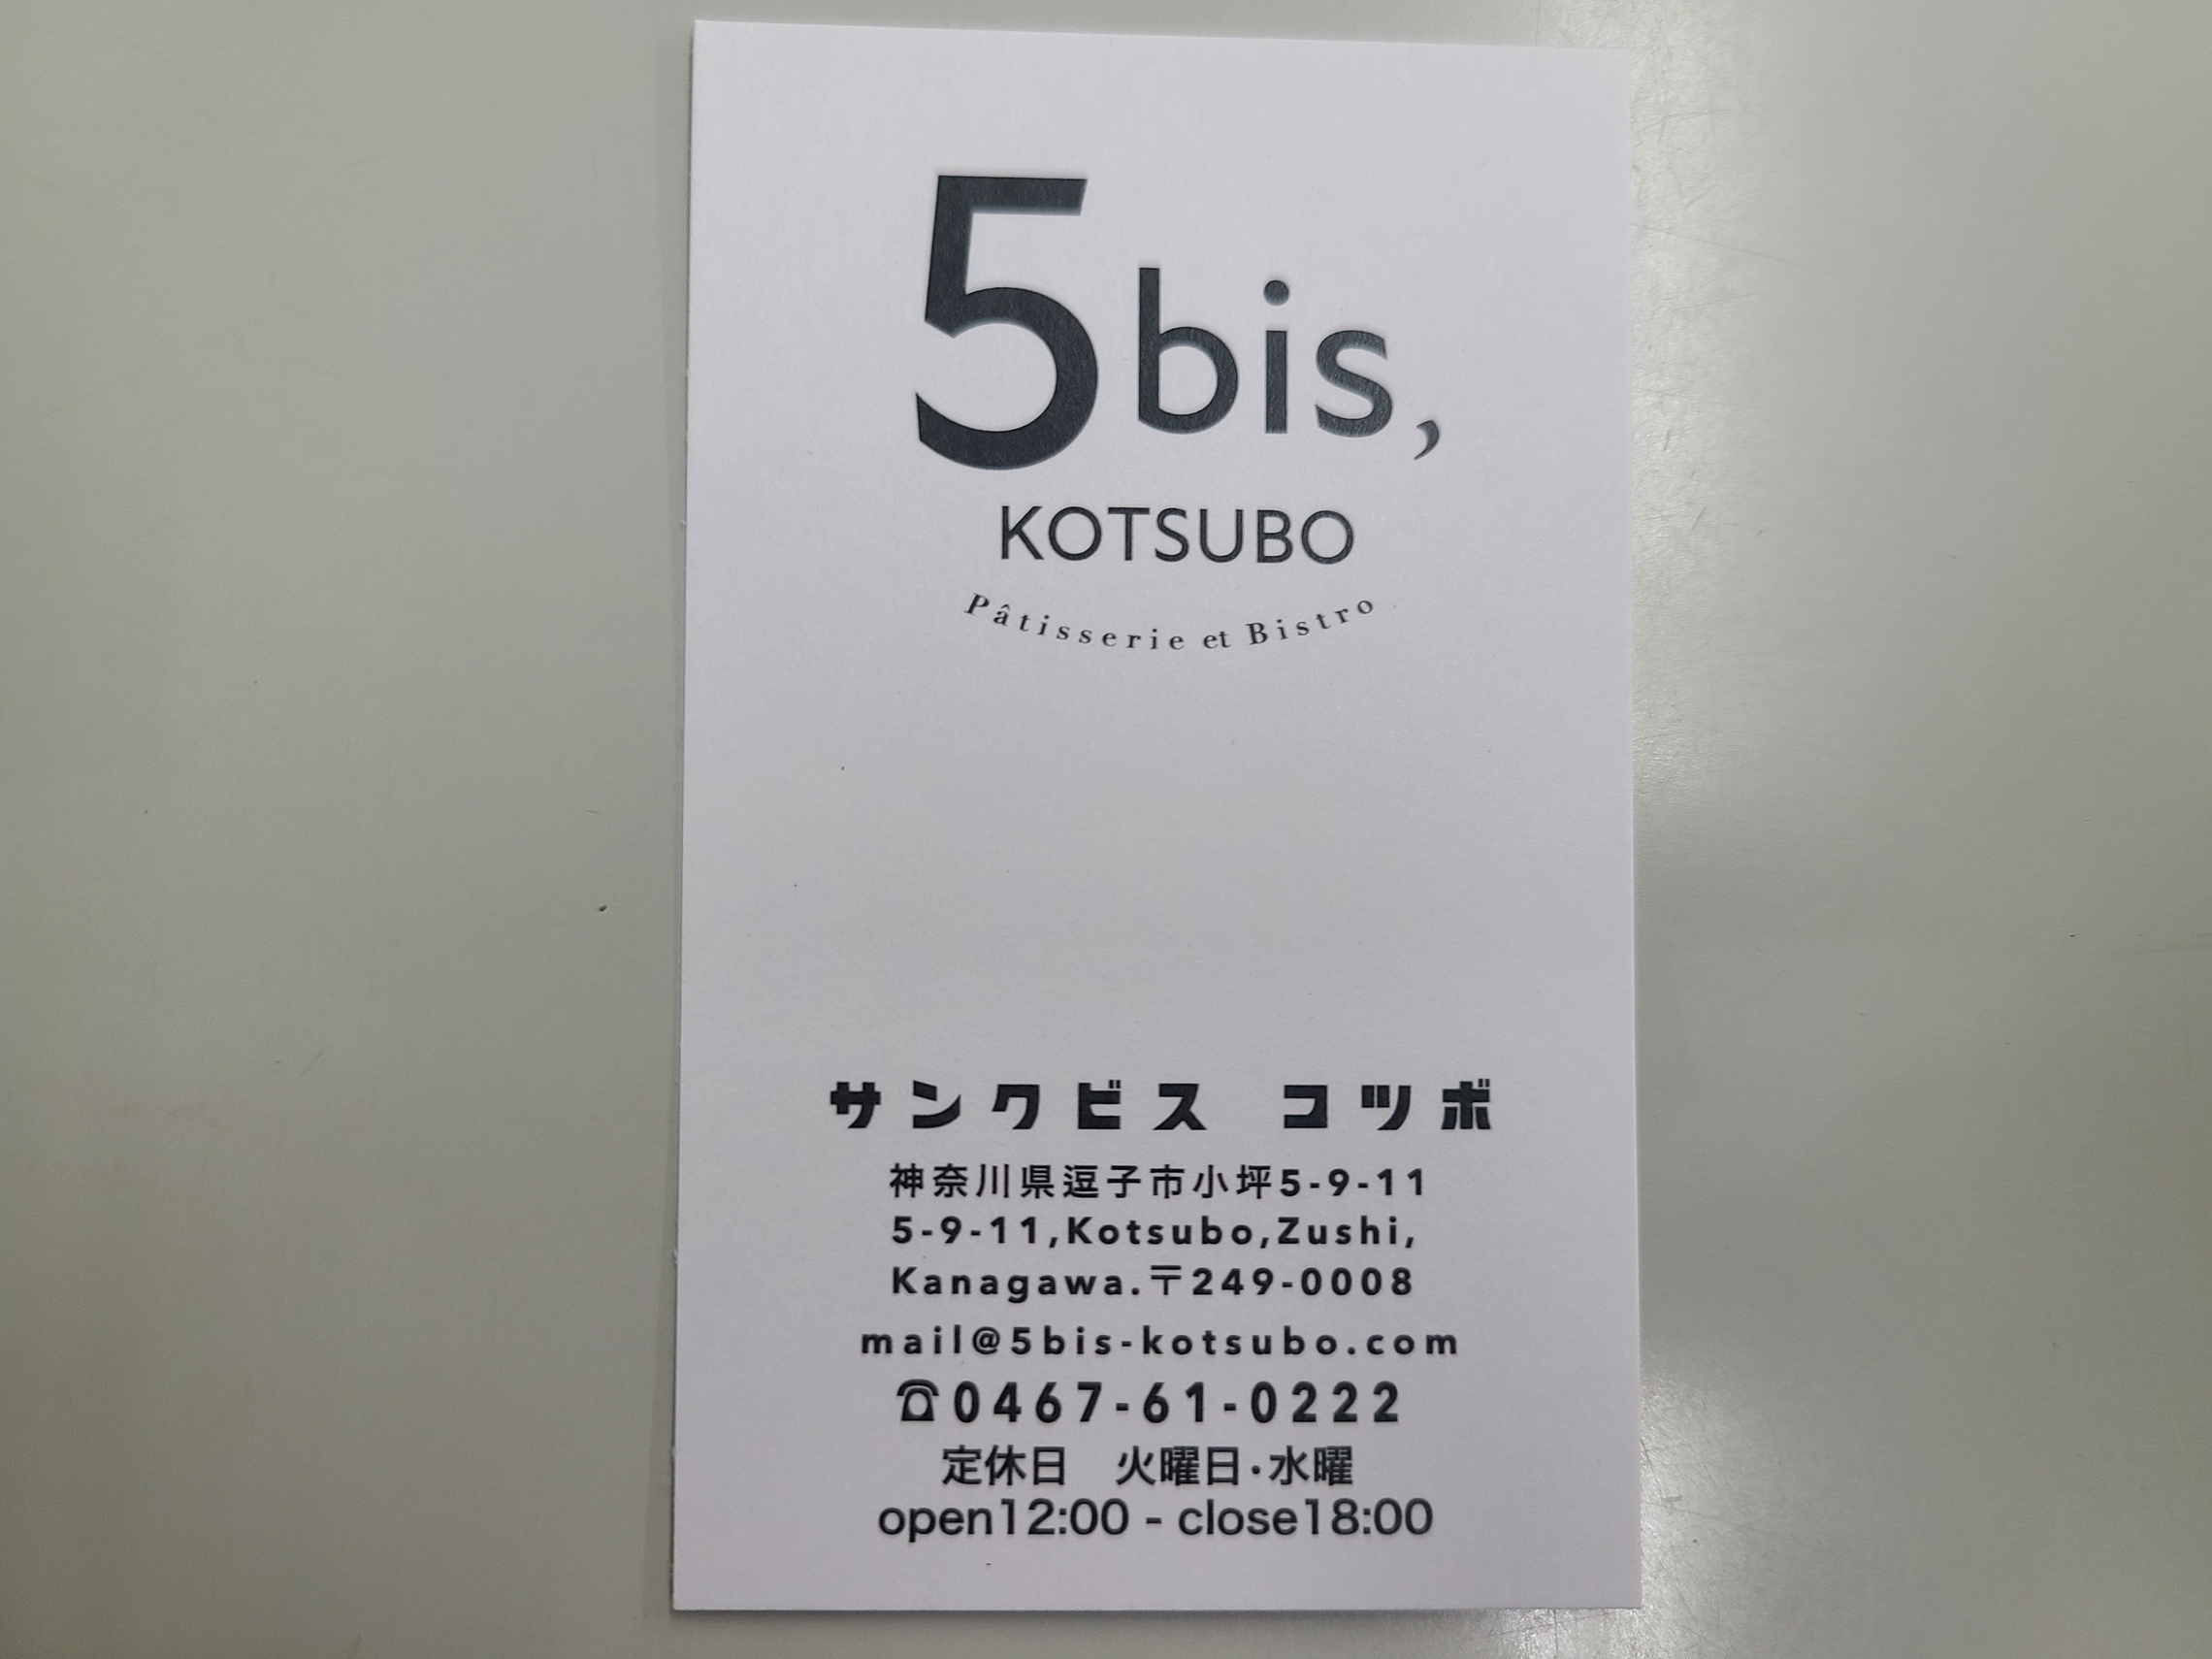 5bis,
KOTSUBO
Pâtisserie et Bistro
サンクビス コツボ
神奈川県逗子市小坪5-9-11
5-9-11,Kotsubo,Zushi,
Kanagawa.〒249-0008
mail@5bis-kotsubo.com
☎0467-61-0222
定休日　火曜日・水曜
open12:00 - close18:00